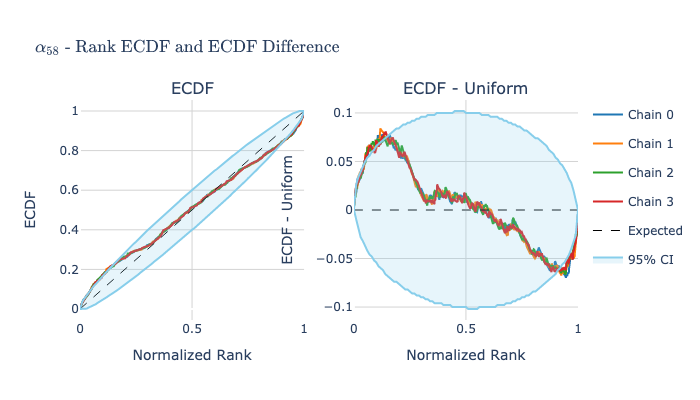 α58 - Rank ECDF and ECDF Difference
ECDF
ECDF - Uniform
1
0.8
0.6
0.4
0.2
0
0
0.5
1
ECDF
Normalized Rank
0.1
0.05
0
−0.05
−0.1
0
0.5
1
ECDF - Uniform
Normalized Rank
Chain 0
Chain 1
Chain 2
Chain 3
Expected
95% CI